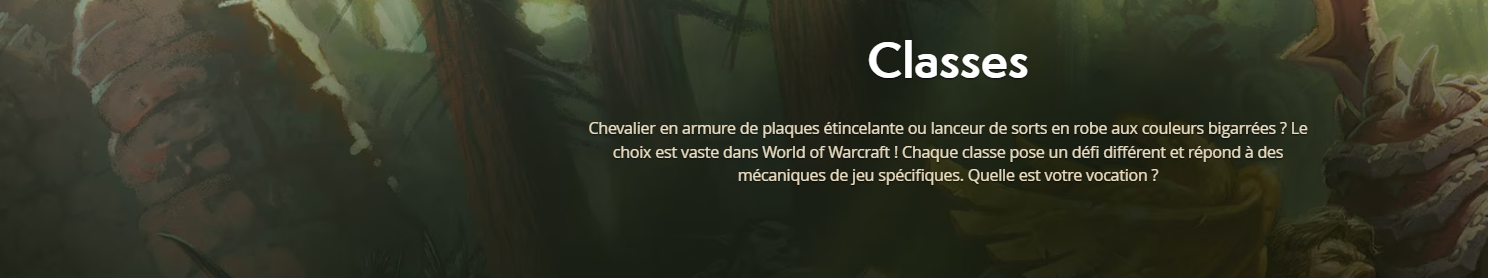 Classes
Chevalier en armure de plaques étincelante ou lanceur de sorts en robe aux couleurs bigarrées ? Le
choix est vaste dans World of Warcraft ! Chaque classe pose un défi différent et répond à des
mécaniques de jeu spécifiques. Quelle est votre vocation ?